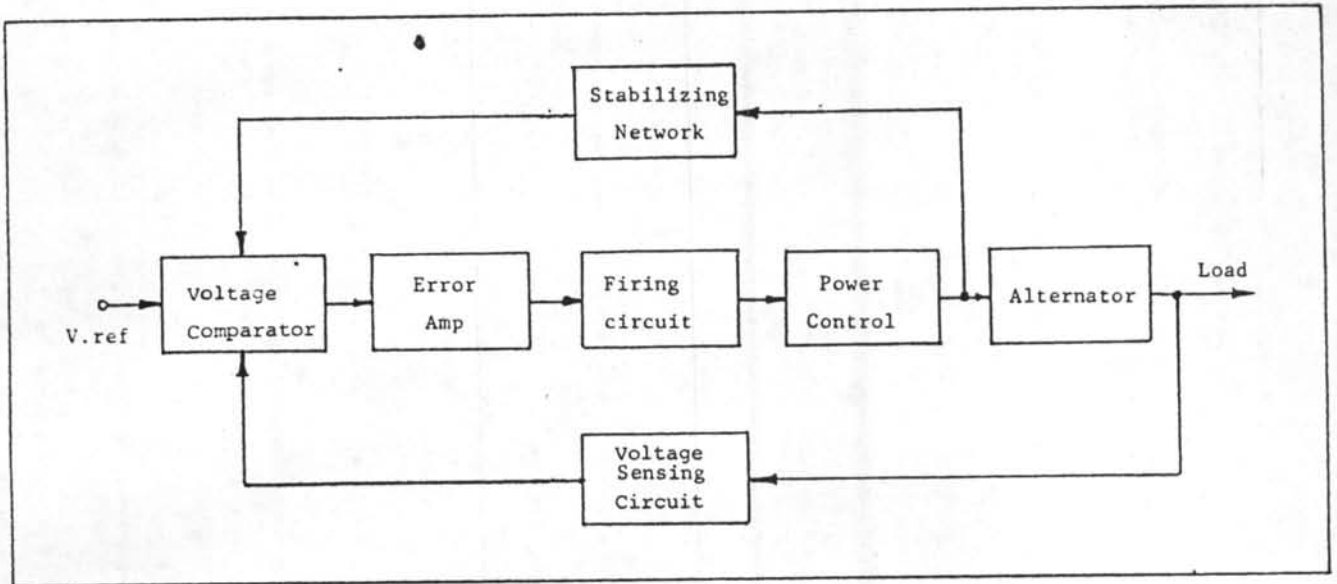 Stabilizing
Network
V.ref
Voltage
Comparator
Error
Amp
Firing
circuit
Power
Control
Alternator
Load
Voltage
Sensing
Circuit